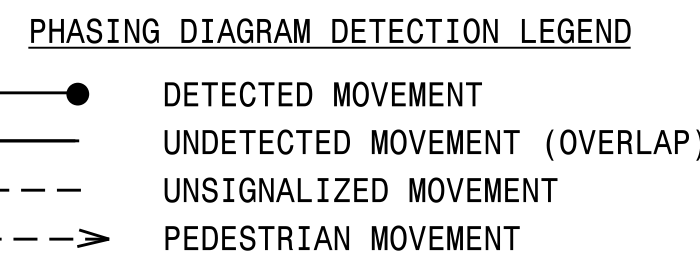 PHASING DIAGRAM DETECTION LEGEND
DETECTED MOVEMENT
UNDETECTED MOVEMENT (OVERLAP)
UNSIGNALIZED MOVEMENT
PEDESTRIAN MOVEMENT